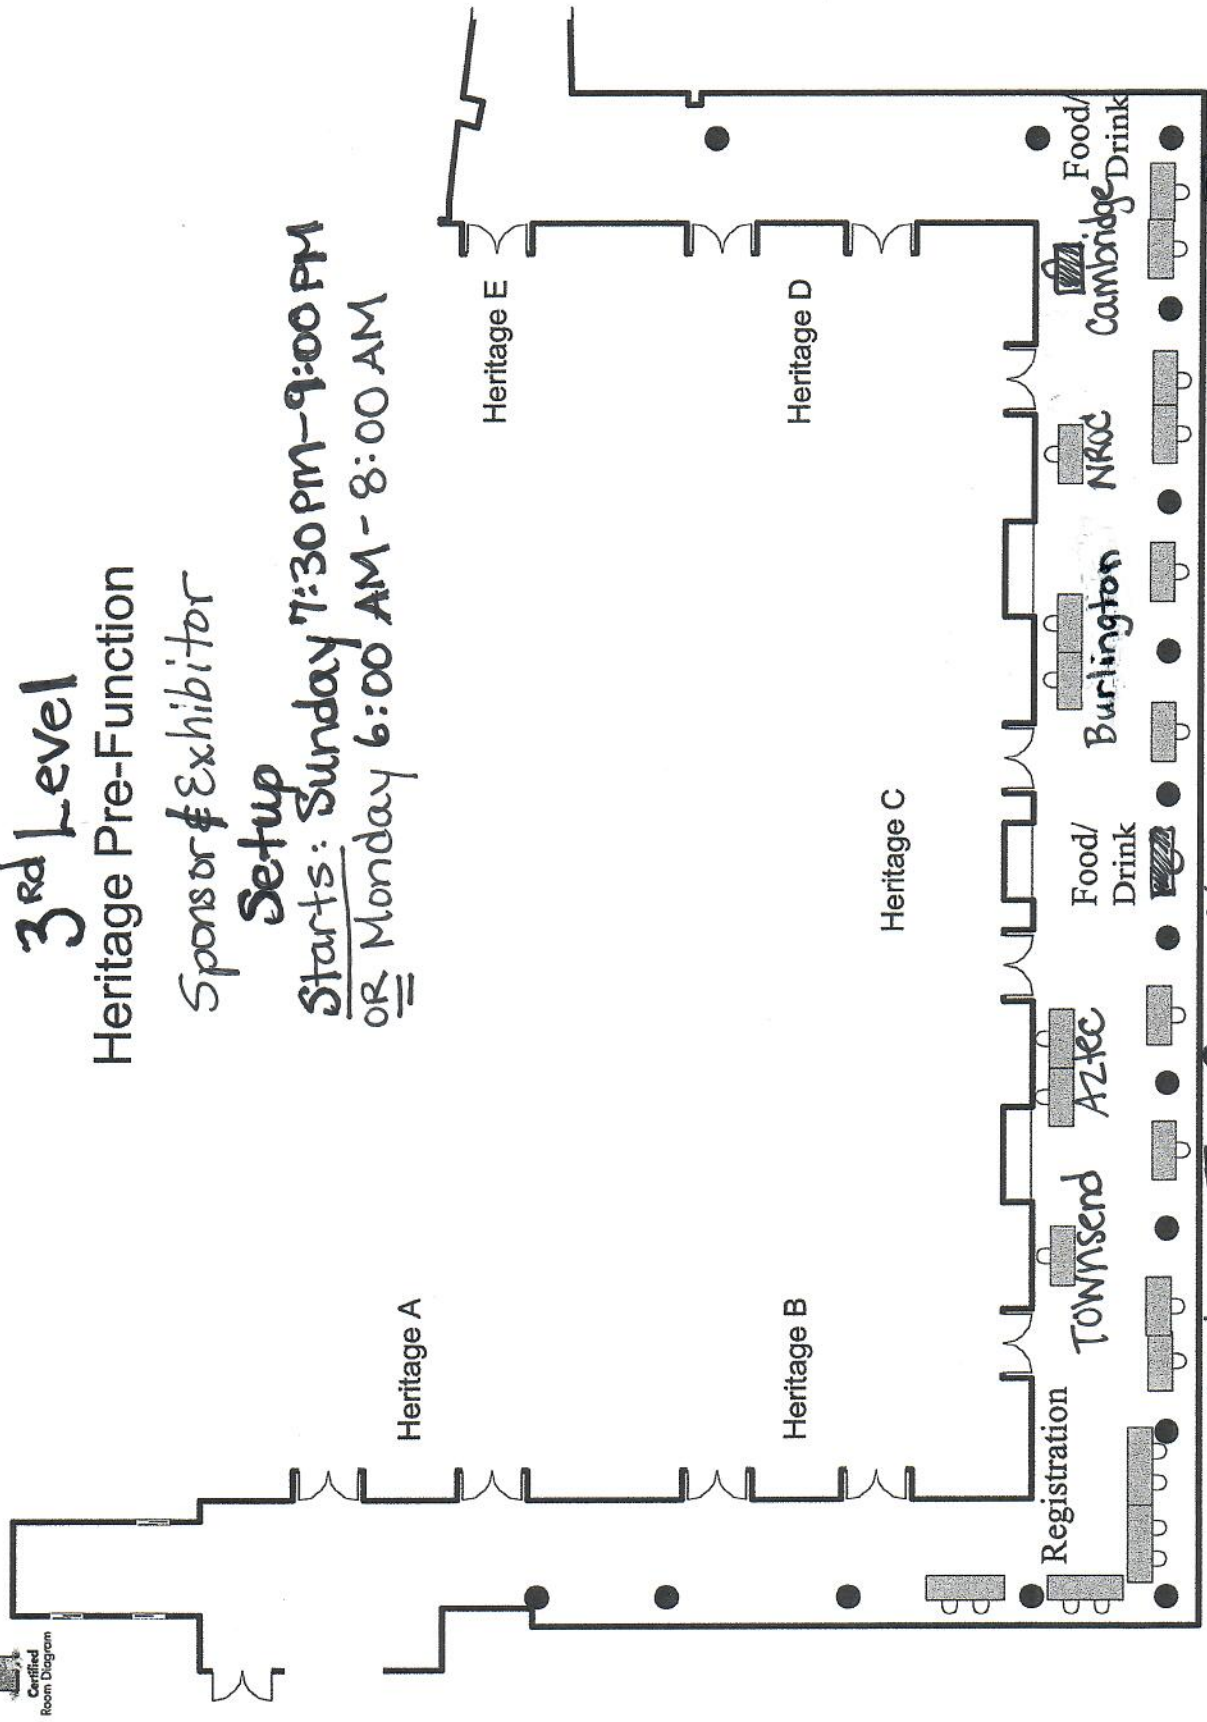 Certified
Room Diagram
3Rd Level
Heritage Pre-Function
Sponsor & Exhibitor
Setup
Starts: Sunday 7:30PM-9:00PM
OR Monday 6:00 AM - 8:00 AM
Heritage A
Heritage E
Heritage B
Heritage D
Heritage C
Registration
Townsend
Aztec
Food/
Drink
Burlington
NROC
Cambridge
Food/
Drink